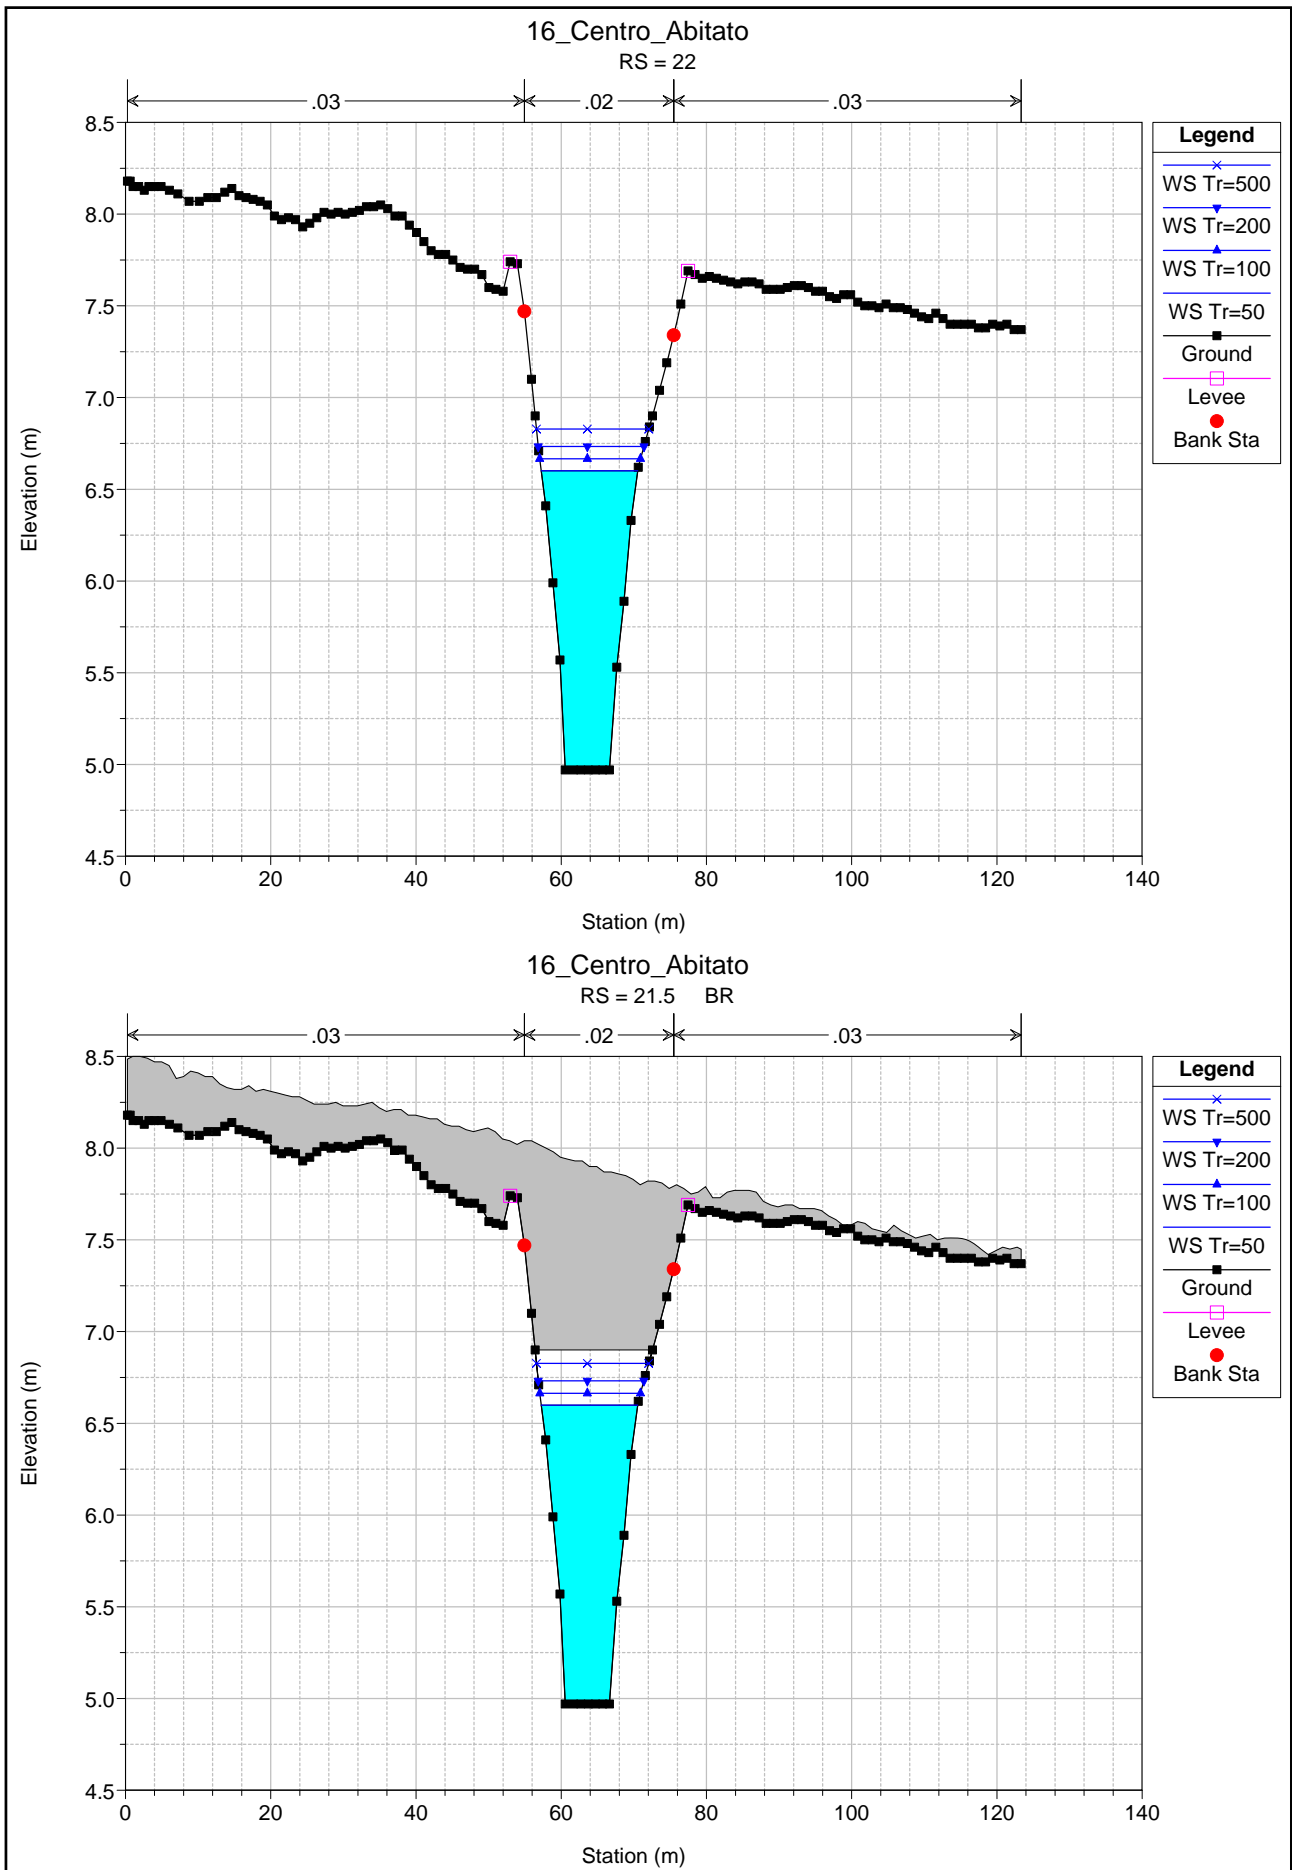 16_Centro_Abitato
RS = 22
.03 .02 .03
8.5
8.0
7.5
7.0
6.5
6.0
5.5
5.0
4.5
0 20 40 60 80 100 120 140
Station (m)
Elevation (m)
Legend
WS Tr=500
WS Tr=200
WS Tr=100
WS Tr=50
Ground
Levee
Bank Sta
16_Centro_Abitato
RS = 21.5 BR
.03 .02 .03
8.5
8.0
7.5
7.0
6.5
6.0
5.5
5.0
4.5
0 20 40 60 80 100 120 140
Station (m)
Elevation (m)
Legend
WS Tr=500
WS Tr=200
WS Tr=100
WS Tr=50
Ground
Levee
Bank Sta